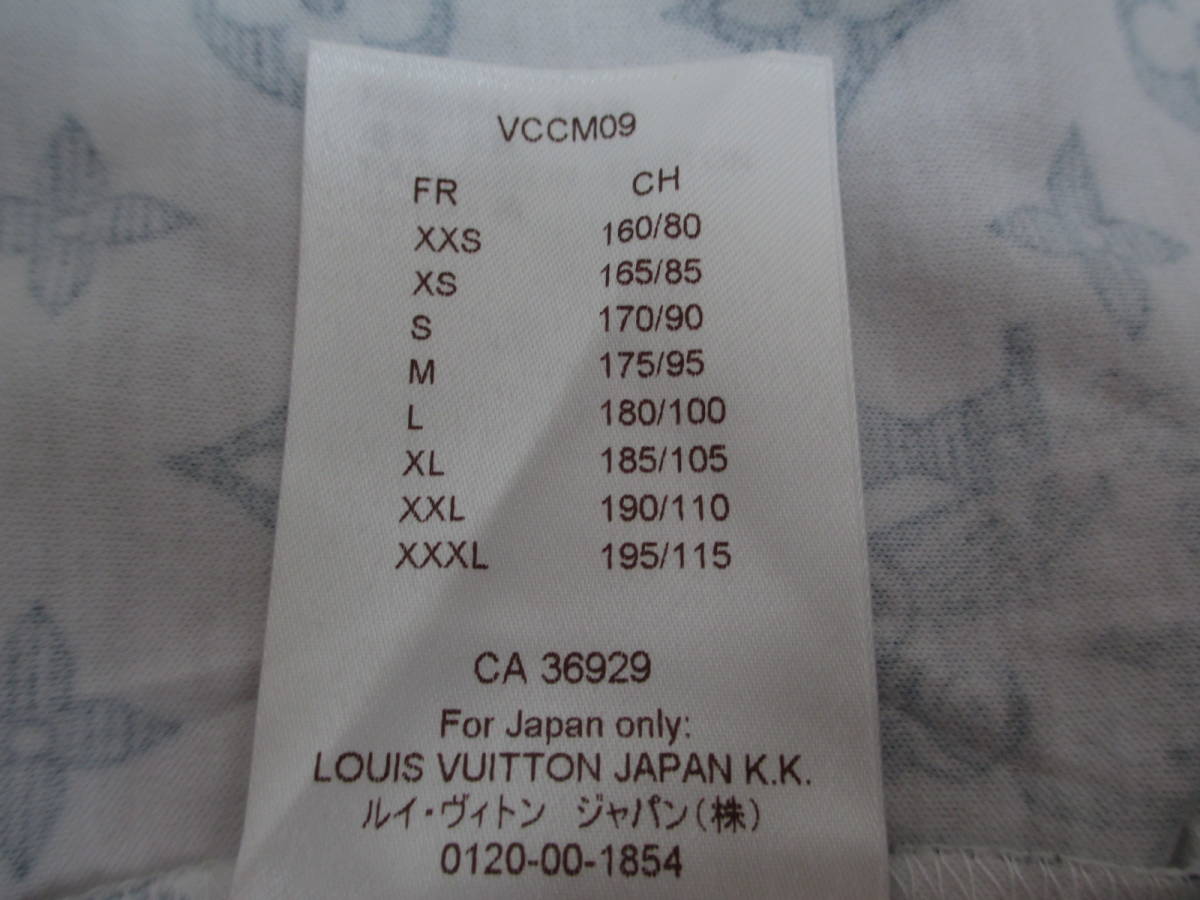 VCCM09
FR CH
XXS 160/80
XS 165/85
S 170/90
M 175/95
L 180/100
XL 185/105
XXL 190/110
XXXL 195/115
CA 36929
For Japan only:
LOUIS VUITTON JAPAN K.K.
ルイ・ヴィトン ジャパン(株)
0120-00-1854